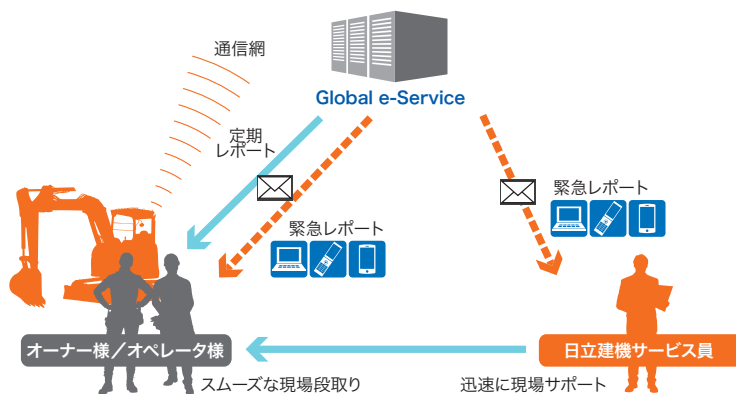 通信網
Global e-Service
定期
レポート
緊急レポート
緊急レポート
オーナー様／オペレータ様
日立建機サービス員
スムーズな現場段取り
迅速に現場サポート